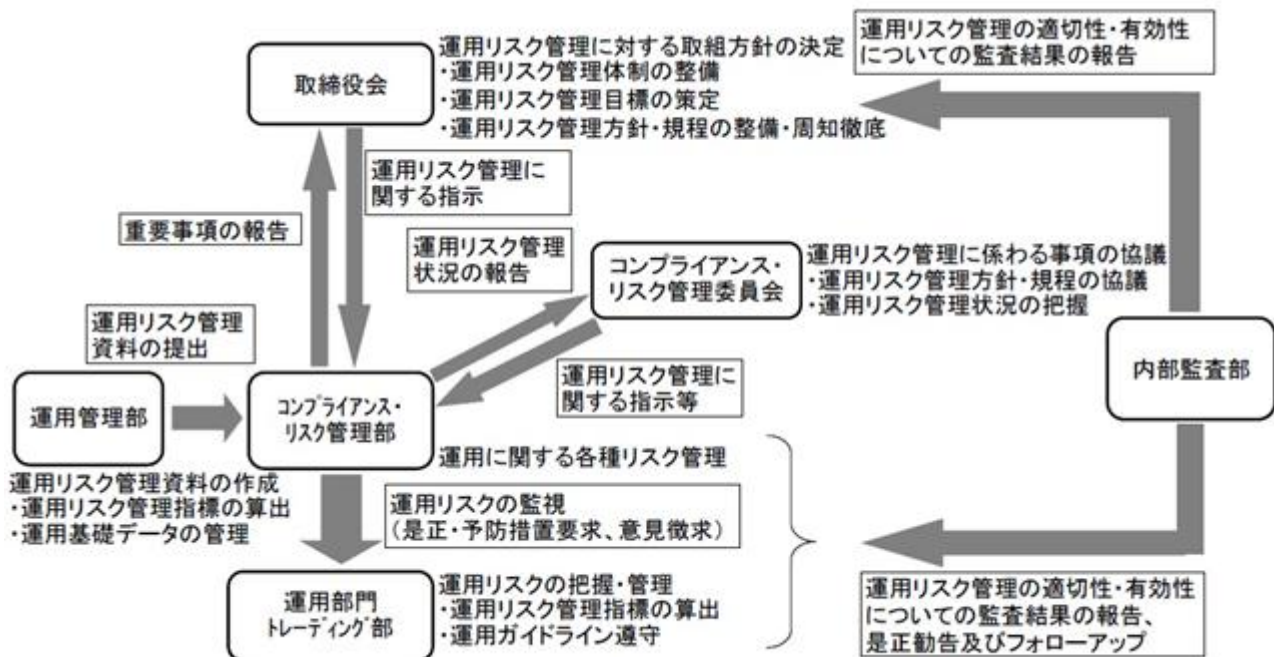 取締役会
運用リスク管理に対する取組方針の決定
・運用リスク管理体制の整備
・運用リスク管理目標の策定
・運用リスク管理方針・規程の整備・周知徹底
運用リスク管理の適切性・有効性
についての監査結果の報告
運用リスク管理に
関する指示
重要事項の報告
運用リスク管理
状況の報告
コンプライアンス・
リスク管理委員会
運用リスク管理に係わる事項の協議
・運用リスク管理方針・規程の協議
・運用リスク管理状況の把握
運用リスク管理
資料の提出
運用リスク管理に
関する指示等
内部監査部
運用管理部
コンプライアンス・
リスク管理部
運用に関する各種リスク管理
運用リスク管理資料の作成
・運用リスク管理指標の算出
・運用基礎データの管理
運用リスクの監視
(是正・予防措置要求、意見徴求)
運用部門
トレーディング部
運用リスクの把握・管理
・運用リスク管理指標の算出
・運用ガイドライン遵守
運用リスク管理の適切性・有効性
についての監査結果の報告、
是正勧告及びフォローアップ